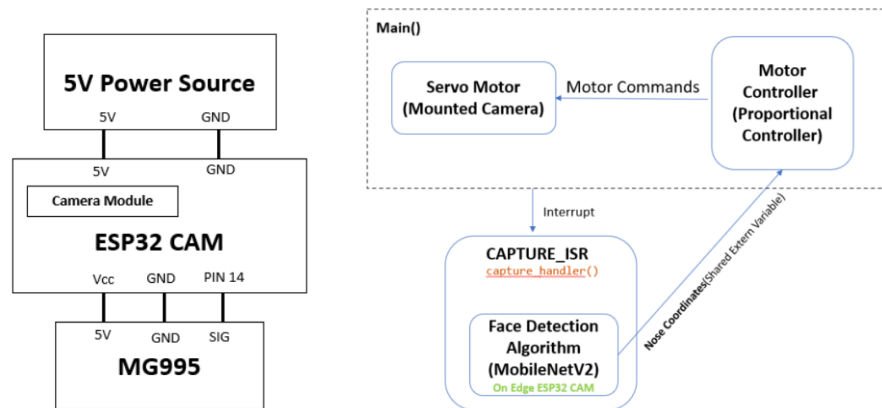 5V Power Source
5V GND
5V GND
Camera Module
ESP32 CAM
Vcc GND PIN 14
5V GND SIG
MG995
Main()
Servo Motor
(Mounted Camera)
Motor Commands
Motor
Controller
(Proportional
Controller)
Interrupt
CAPTURE_ISR
capture_handler()
Face Detection
Algorithm
(MobileNetV2)
On Edge ESP32 CAM
Nose Coordinates(Shared Extern Variable)